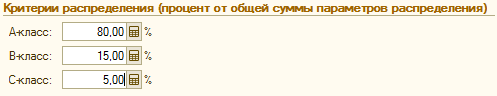 Критерии распределения (процент от общей суммы параметров распределения)
А-класс: 80,00 %
В-класс: 15,00 %
С-класс: 5,00 %